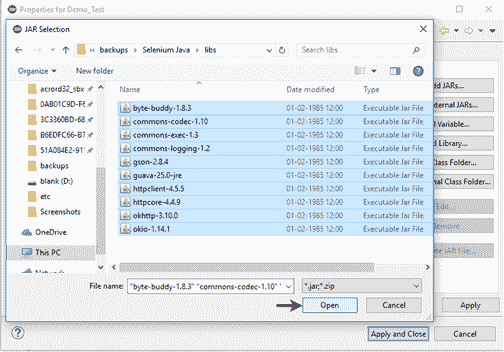 Properties for Demo_Test
JAR Selection
backups
Selenium Java
libs
Search libs
Organize
New folder
Name
Date modified
Type
acrord32_sbx
0AB01C9D-F6
3C3360BD-68
B6EDFC66-B7
51A084E2-91
backups
blank (D:)
etc
Screenshots
OneDrive
This PC
Network
byte-buddy-1.8.3 01-02-1985 12:00 Executable Jar File
commons-codec-1.10 01-02-1985 12:00 Executable Jar File
commons-exec-1.3 01-02-1985 12:00 Executable Jar File
commons-logging-1.2 01-02-1985 12:00 Executable Jar File
gson-2.8.4 01-02-1985 12:00 Executable Jar File
guava-25.0-jre 01-02-1985 12:00 Executable Jar File
httpclient-4.5.5 01-02-1985 12:00 Executable Jar File
httpcore-4.4.9 01-02-1985 12:00 Executable Jar File
okhttp-3.10.0 01-02-1985 12:00 Executable Jar File
okio-1.14.1 01-02-1985 12:00 Executable Jar File
File name:
"byte-buddy-1.8.3" "commons-codec-1.10" "
*.jar;*.zip
Open
Cancel
JARs...
JARs...
Variable...
Library...
Class Folder...
Class Folder...
Edit...
JAR File...
Apply
Apply and Close
Cancel